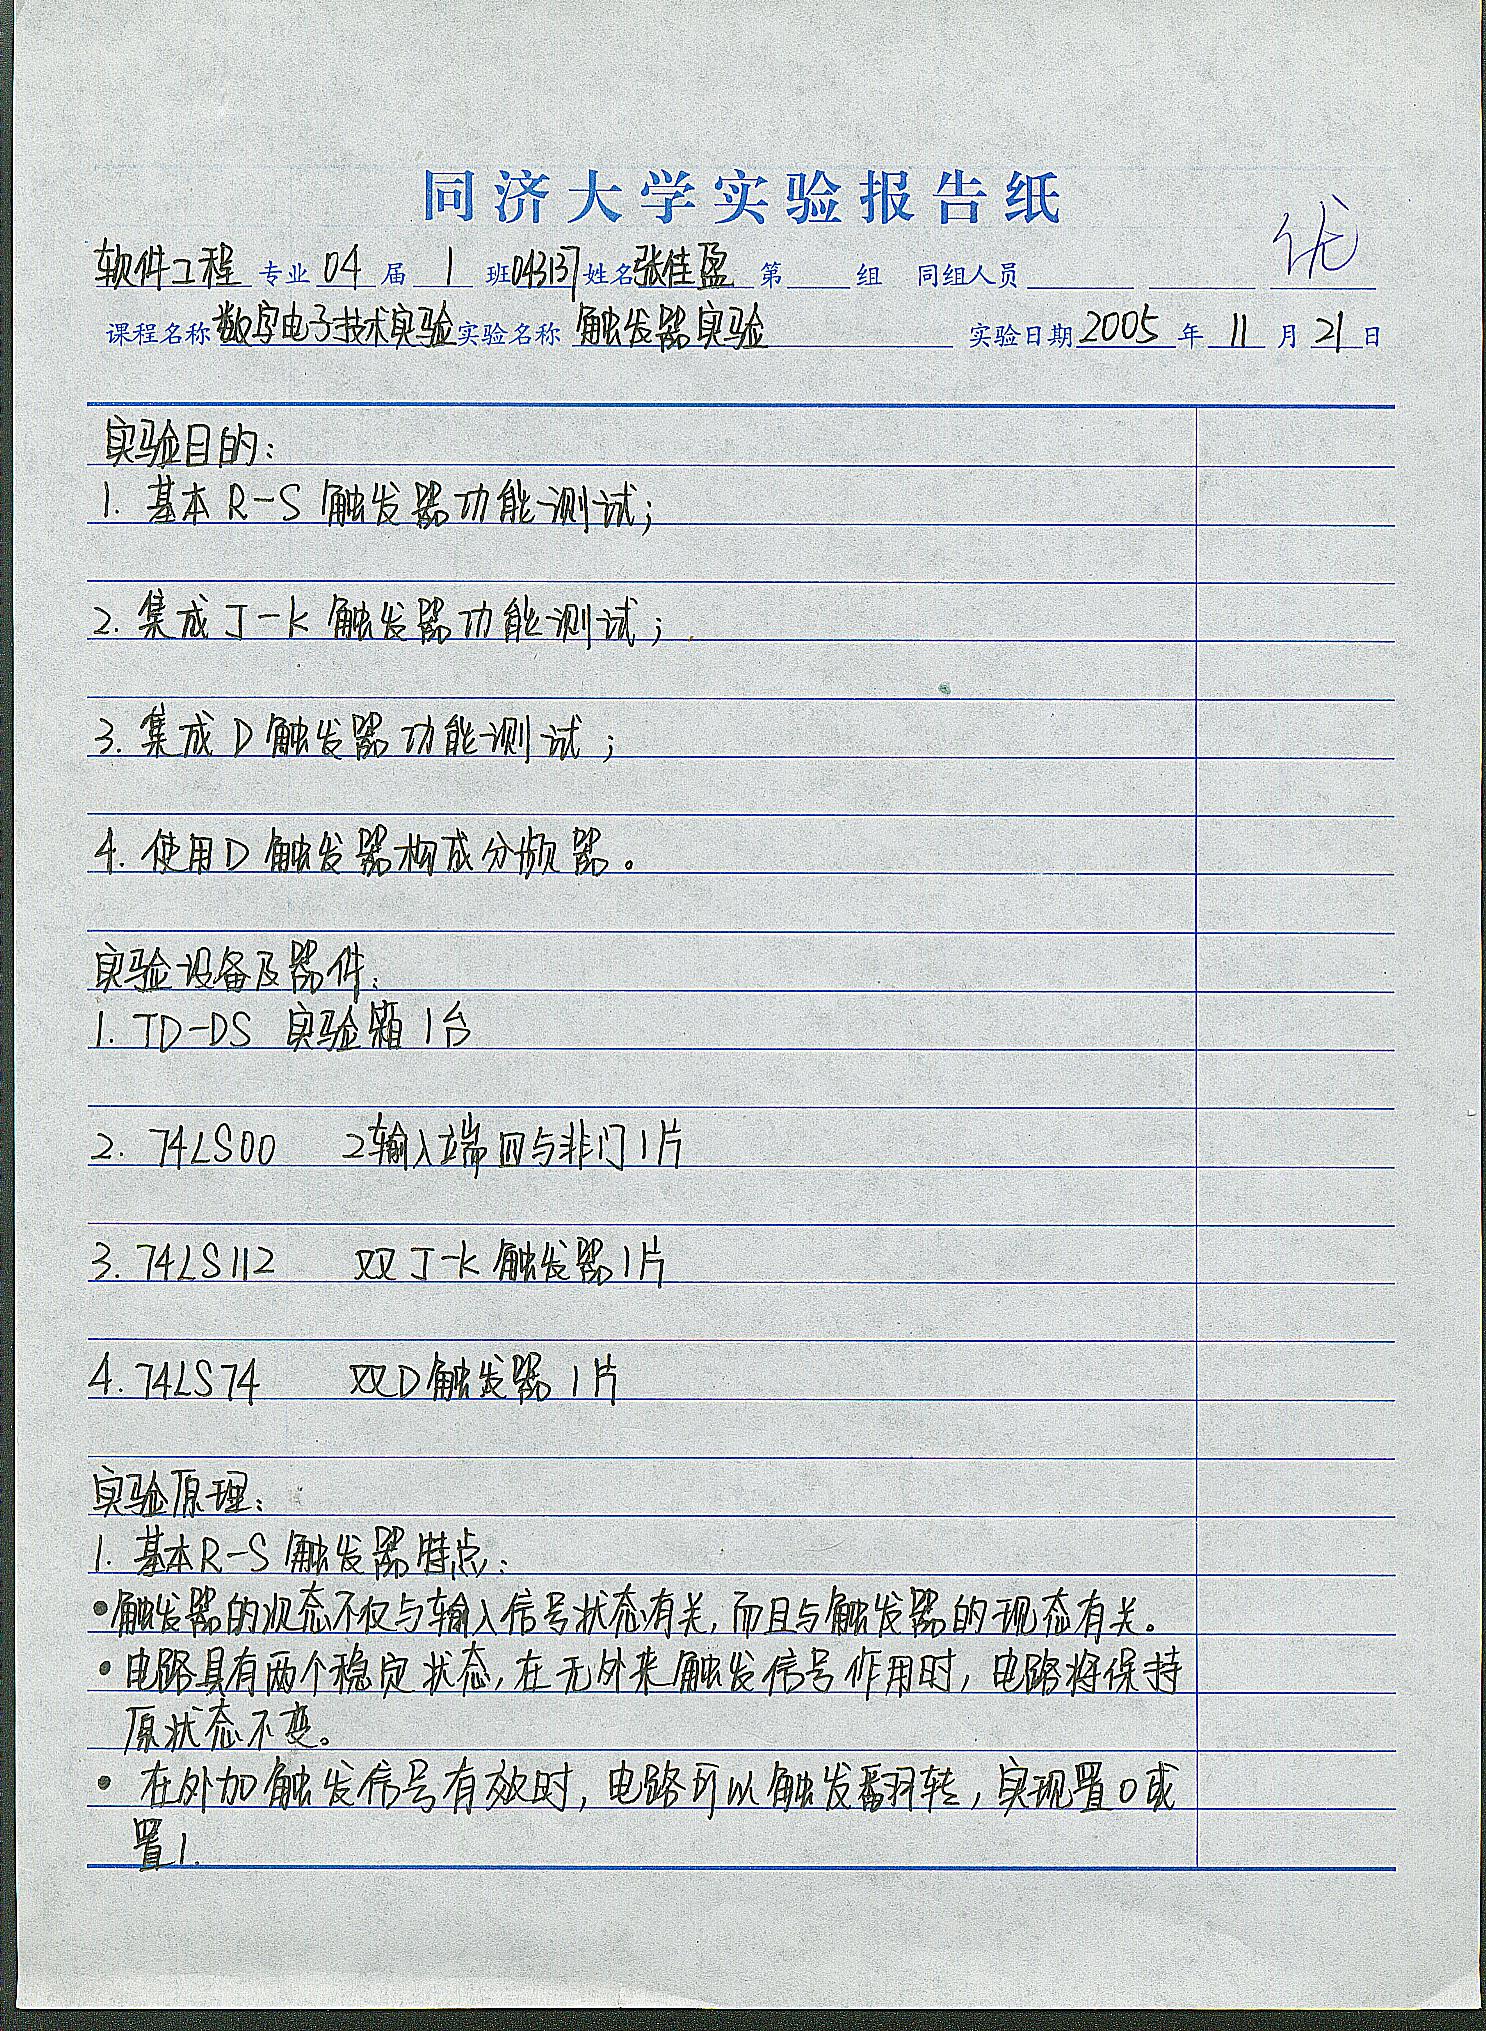 同济大学实验报告纸
优
软件工程 专业 04 届 1 班 043137 姓名 张佳盈 第 组 同组人员
课程名称 数字电子技术实验 实验名称 触发器实验 实验日期 2005 年 11 月 21 日
实验目的:
1. 基本R-S触发器功能测试;
2. 集成J-K触发器功能测试;
3. 集成D触发器功能测试;
4. 使用D触发器构成分频器。
实验设备及器件:
1. TD-DS 实验箱1台
2. 74LS00 2输入端四与非门1片
3. 74LS112 双J-K触发器1片
4. 74LS74 双D触发器1片
实验原理:
1. 基本R-S触发器特点:
•触发器的次态不仅与输入信号状态有关,而且与触发器的现态有关。
•电路具有两个稳定状态,在无外来触发信号作用时,电路将保持
原状态不变。
•在外加触发信号有效时,电路可以触发翻转,实现置0或
置1.